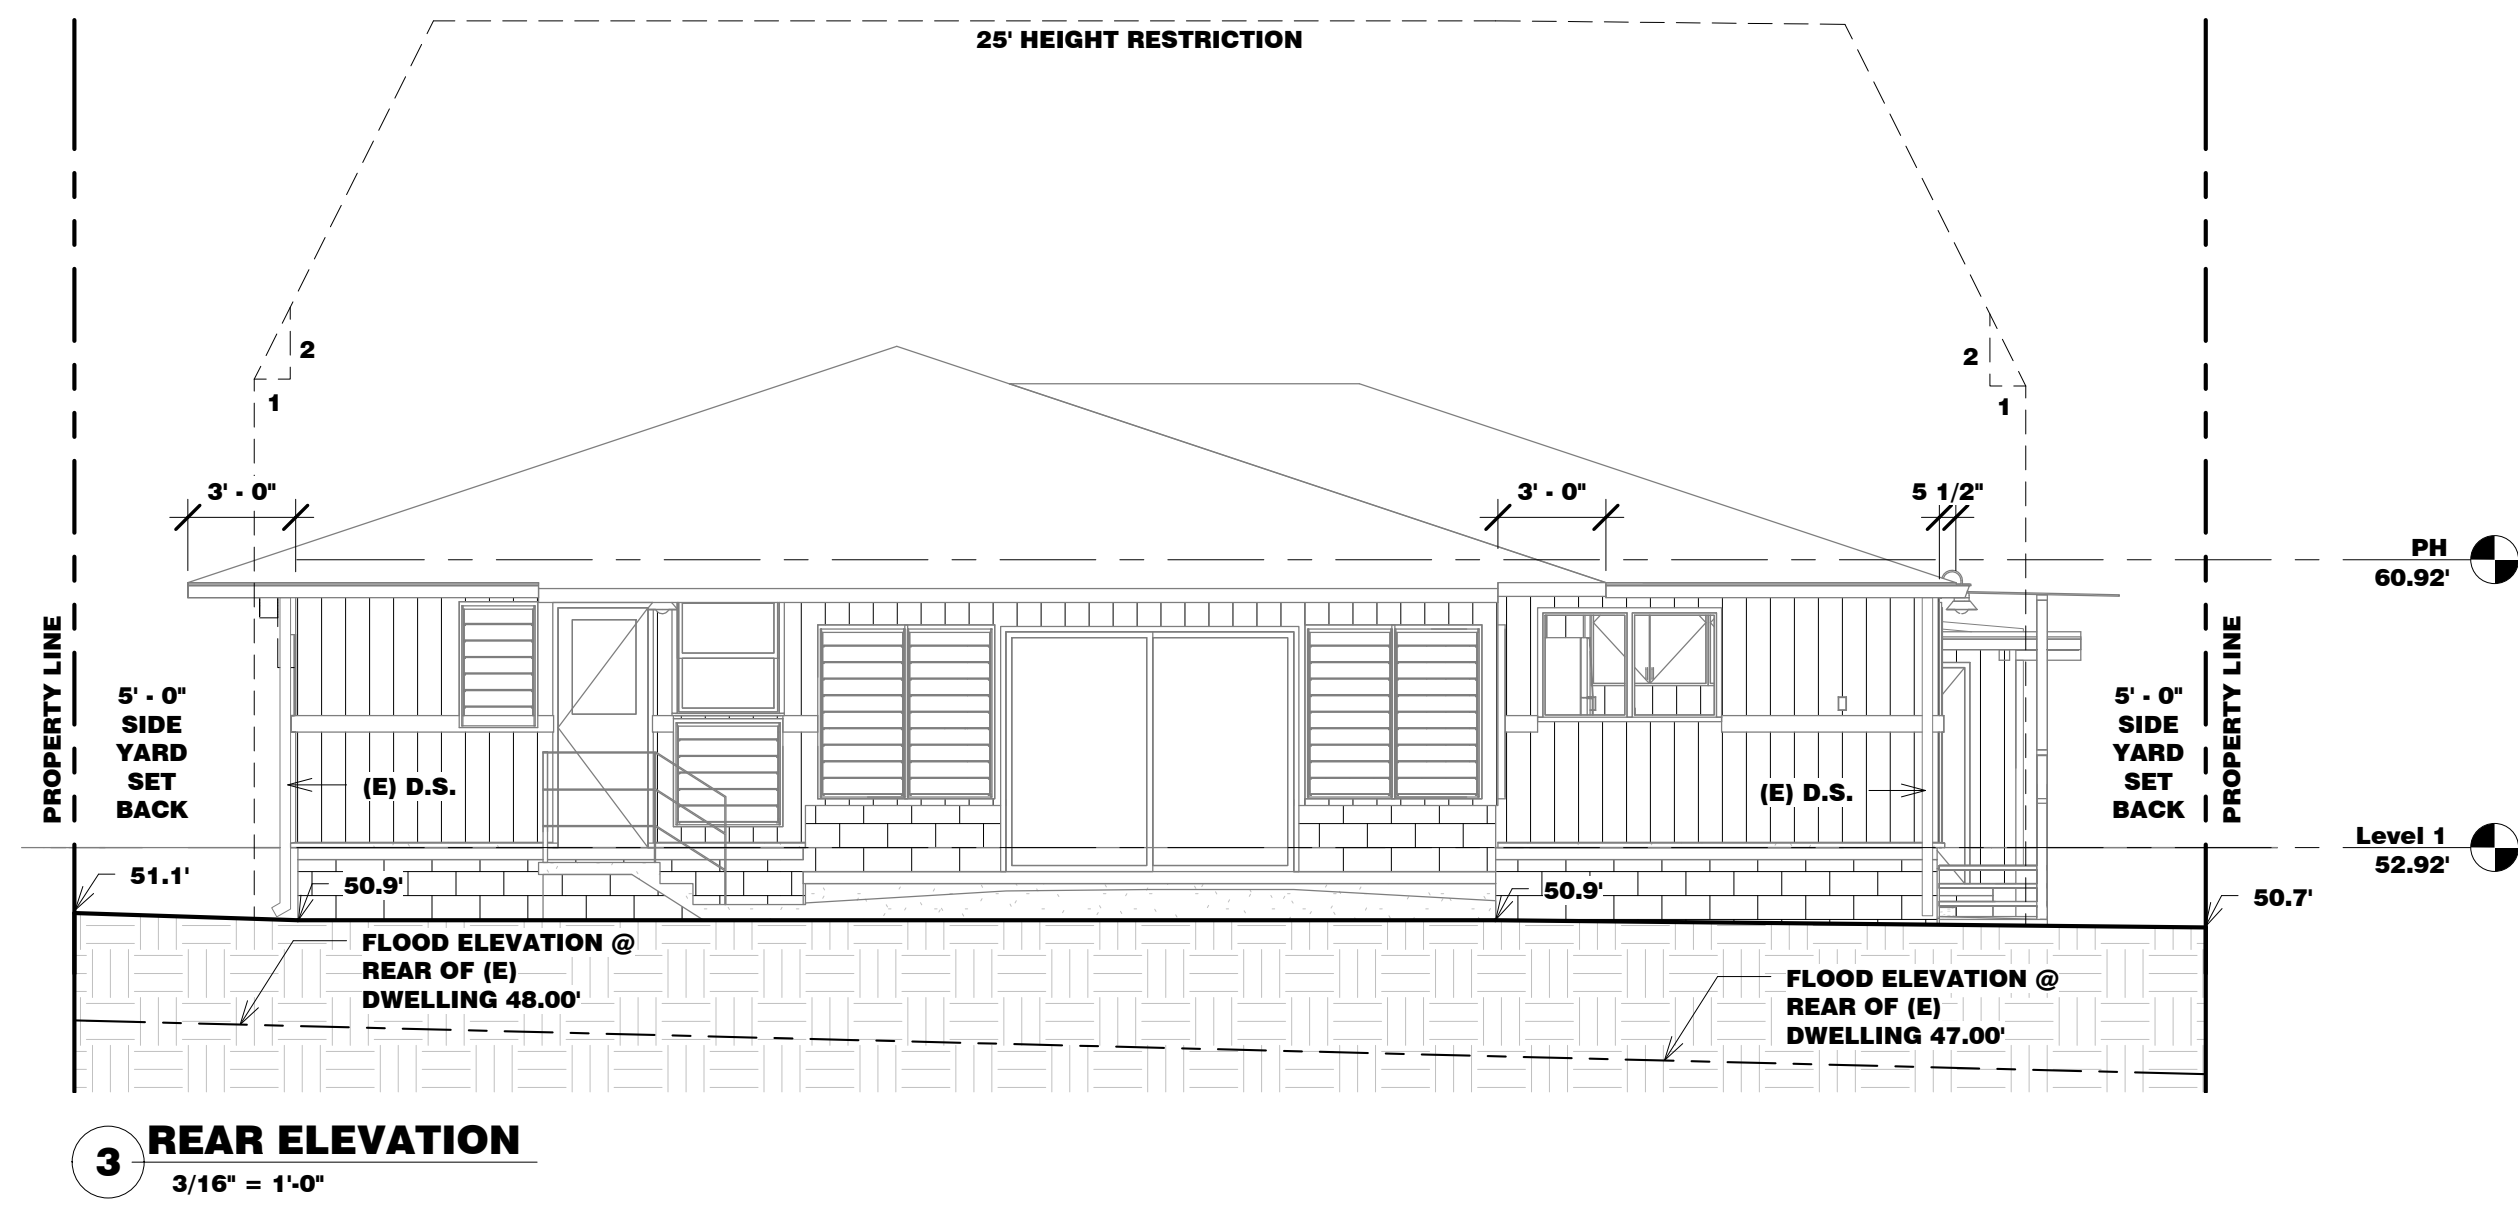 25' HEIGHT RESTRICTION
2
1
2
1
3' - 0"
3' - 0"
5 1/2"
PH
60.92'
PROPERTY LINE
5' - 0"
SIDE
YARD
SET
BACK
(E) D.S.
(E) D.S.
5' - 0"
SIDE
YARD
SET
BACK
PROPERTY LINE
Level 1
52.92'
51.1'
50.9'
50.9'
50.7'
FLOOD ELEVATION @
REAR OF (E)
DWELLING 48.00'
FLOOD ELEVATION @
REAR OF (E)
DWELLING 47.00'
3
REAR ELEVATION
3/16" = 1'-0"